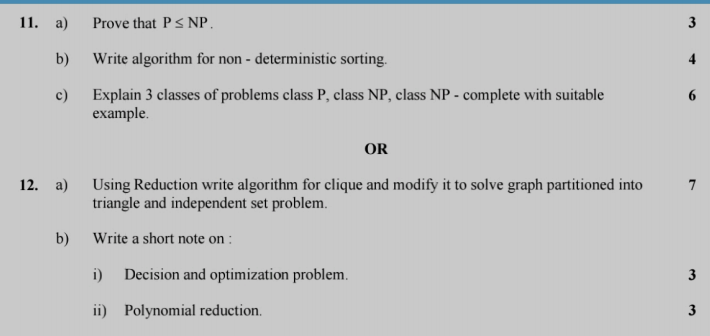 11. a) Prove that P ≤ NP. 3
b) Write algorithm for non - deterministic sorting. 4
c) Explain 3 classes of problems class P, class NP, class NP - complete with suitable 6
example.
OR
12. a) Using Reduction write algorithm for clique and modify it to solve graph partitioned into 7
triangle and independent set problem.
b) Write a short note on :
i) Decision and optimization problem. 3
ii) Polynomial reduction. 3